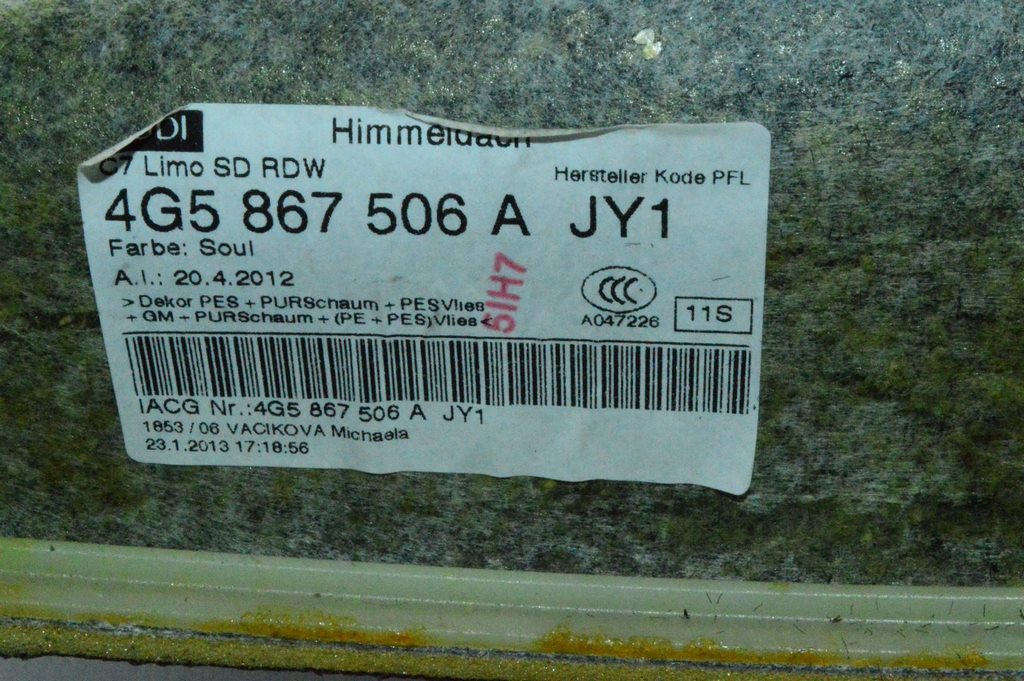 DI
Himmeldach
C7 Limo SD RDW
Hersteller Kode PFL
4G5 867 506 A JY1
Farbe: Soul
A.I.: 20.4.2012
>Dekor PES + PURSchaum + PESVlies
+ GM + PURSchaum + (PE + PES)Vlies<
51H7
CCC
A047226
11S
IACG Nr.:4G5 867 506 A JY1
1853 / 06 VACIKOVA Michaela
23.1.2013 17:18:56